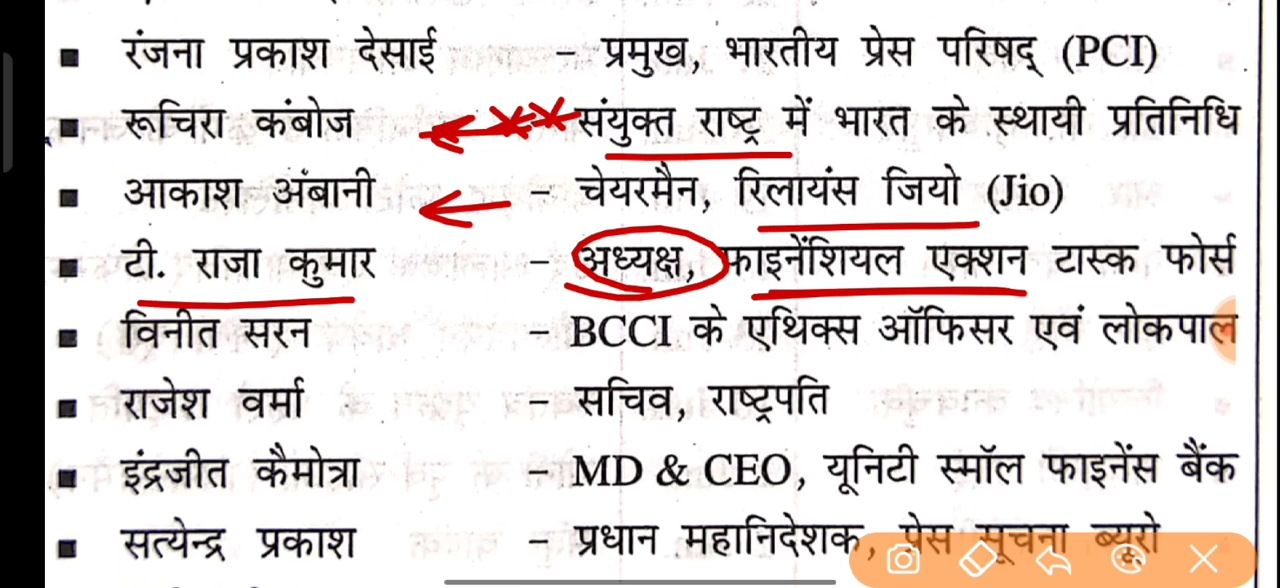 ▪ रंजना प्रकाश देसाई – प्रमुख, भारतीय प्रेस परिषद् (PCI)
▪ रूचिरा कंबोज संयुक्त राष्ट्र में भारत के स्थायी प्रतिनिधि
▪ आकाश अंबानी – चेयरमैन, रिलायंस जियो (Jio)
▪ टी. राजा कुमार – अध्यक्ष, फाइनेंशियल एक्शन टास्क फोर्स
▪ विनीत सरन – BCCI के एथिक्स ऑफिसर एवं लोकपाल
▪ राजेश वर्मा – सचिव, राष्ट्रपति
▪ इंद्रजीत कैमोत्रा – MD & CEO, यूनिटी स्मॉल फाइनेंस बैंक
▪ सत्येन्द्र प्रकाश – प्रधान महानिदेशक, प्रेस सूचना ब्यूरो